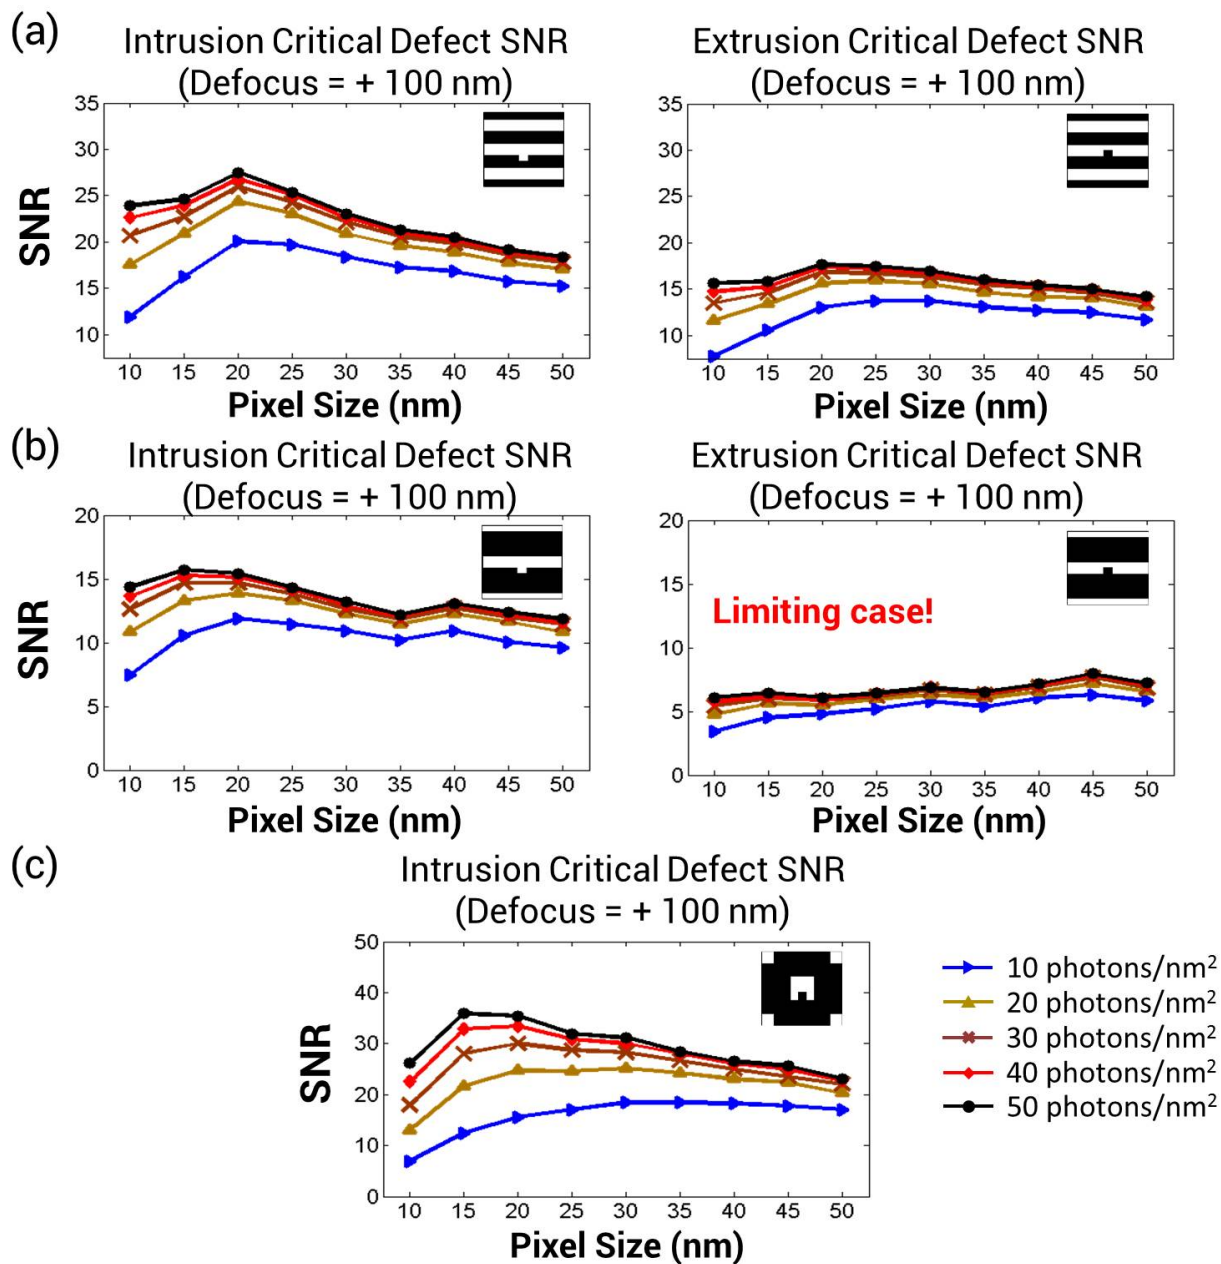 (a)
Intrusion Critical Defect SNR
(Defocus = + 100 nm)
35
30
25
20
15
10
SNR
10 15 20 25 30 35 40 45 50
Pixel Size (nm)
Extrusion Critical Defect SNR
(Defocus = + 100 nm)
35
30
25
20
15
10
10 15 20 25 30 35 40 45 50
Pixel Size (nm)
(b)
Intrusion Critical Defect SNR
(Defocus = + 100 nm)
20
15
10
5
0
SNR
10 15 20 25 30 35 40 45 50
Pixel Size (nm)
Extrusion Critical Defect SNR
(Defocus = + 100 nm)
20
15
10
5
0
Limiting case!
10 15 20 25 30 35 40 45 50
Pixel Size (nm)
(c)
Intrusion Critical Defect SNR
(Defocus = + 100 nm)
50
40
30
20
10
0
SNR
10 15 20 25 30 35 40 45 50
Pixel Size (nm)
10 photons/nm²
20 photons/nm²
30 photons/nm²
40 photons/nm²
50 photons/nm²